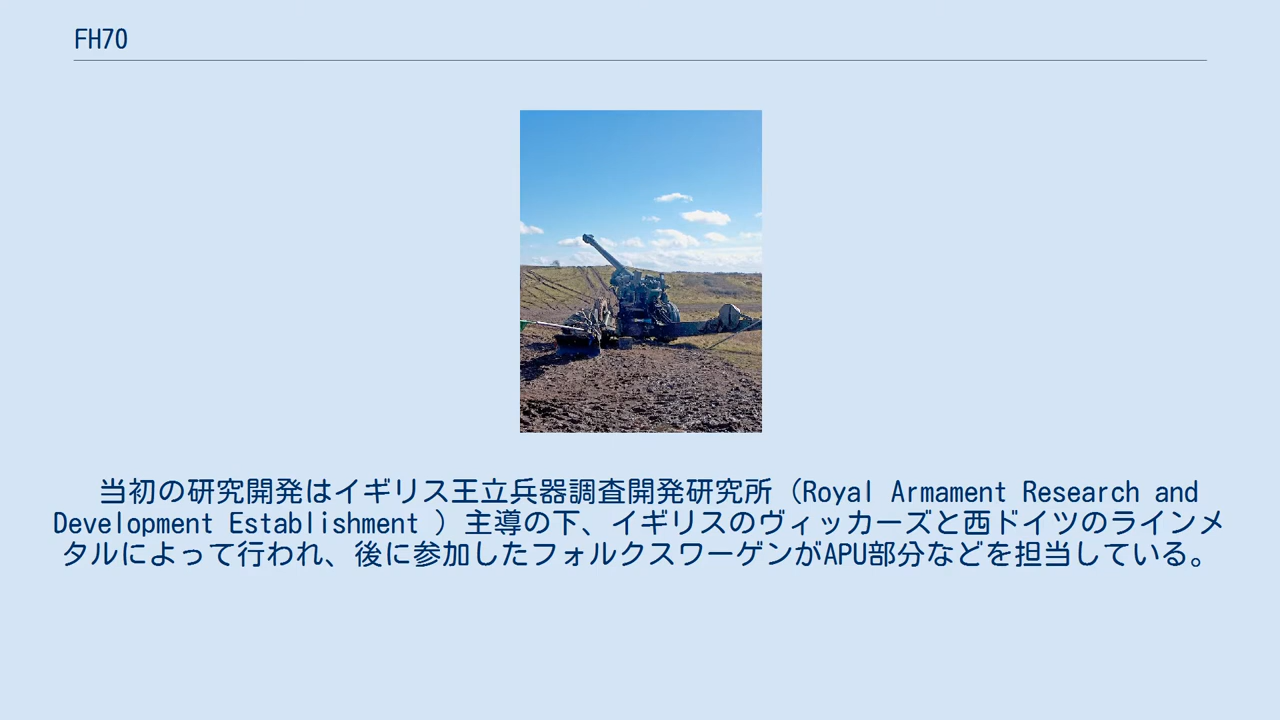 FH70
当初の研究開発はイギリス王立兵器調査開発研究所（Royal Armament Research and
Development Establishment ）主導の下、イギリスのヴィッカーズと西ドイツのラインメ
タルによって行われ、後に参加したフォルクスワーゲンがAPU部分などを担当している。